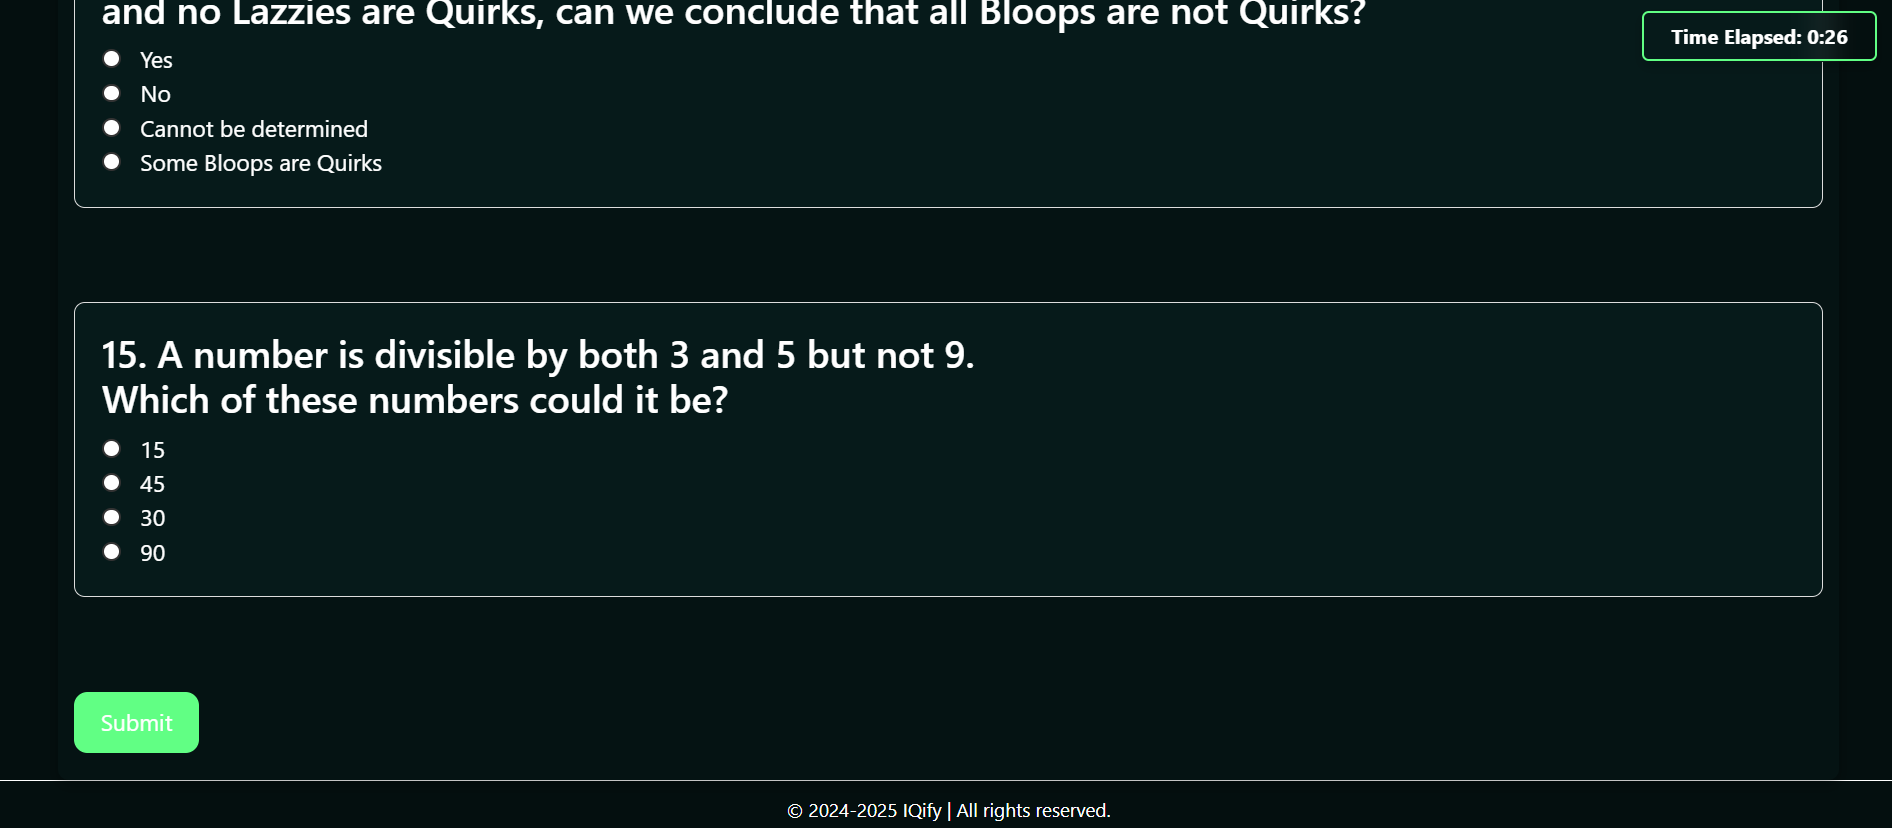 and no Lazzies are Quirks, can we conclude that all Bloops are not Quirks?
Time Elapsed: 0:26
Yes
No
Cannot be determined
Some Bloops are Quirks
15. A number is divisible by both 3 and 5 but not 9.
Which of these numbers could it be?
15
45
30
90
Submit
© 2024-2025 IQify | All rights reserved.